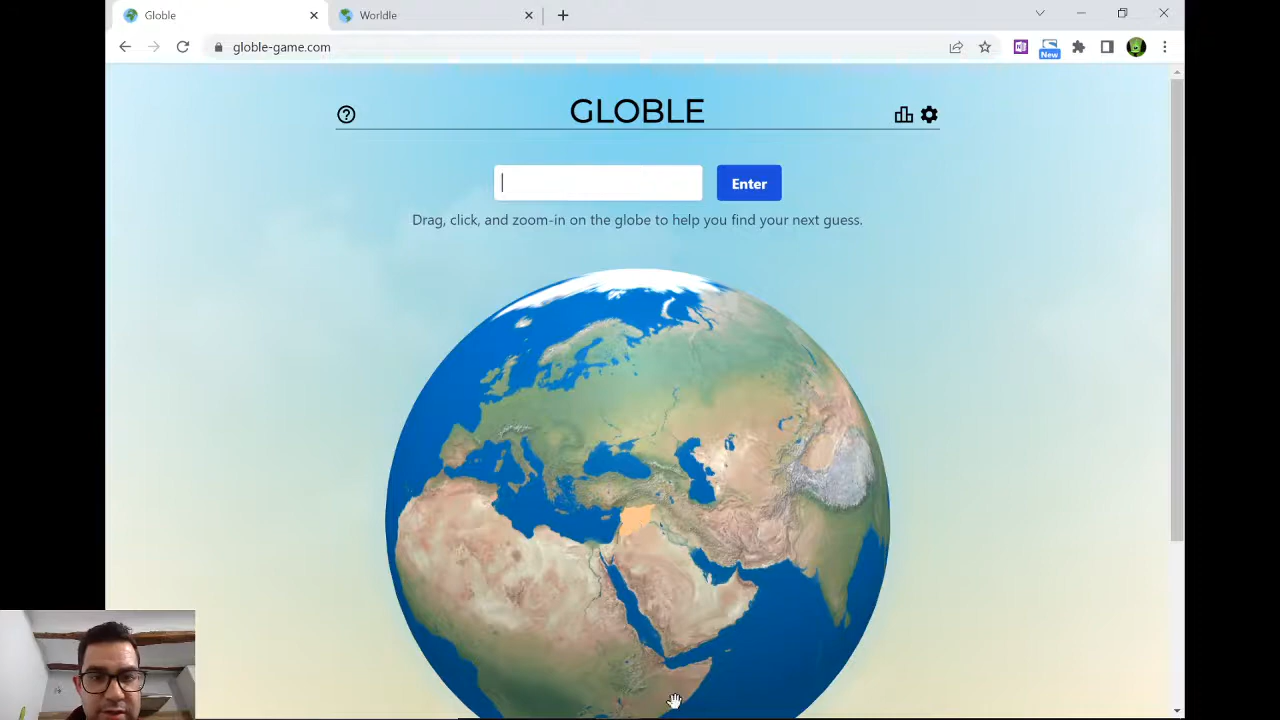 Globle
Worldle
globle-game.com
New
GLOBLE
Enter
Drag, click, and zoom-in on the globe to help you find your next guess.